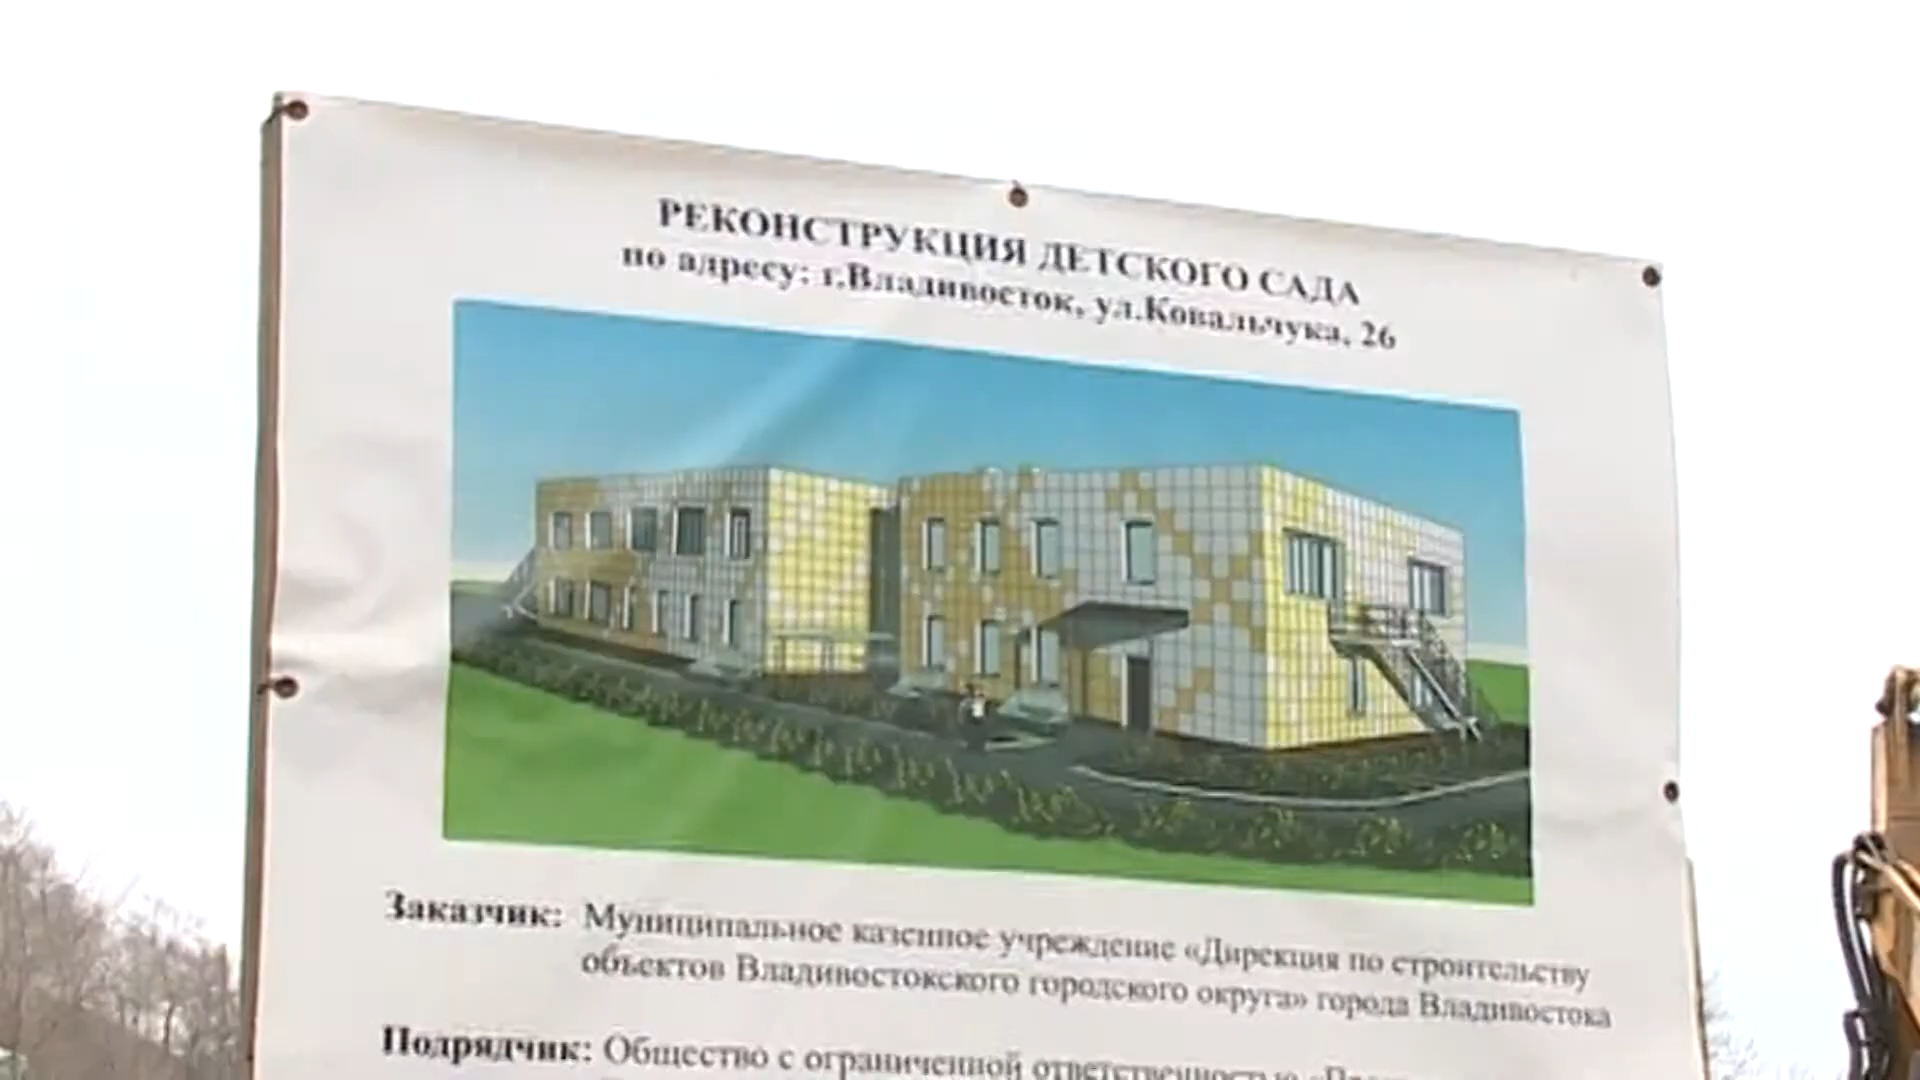 РЕКОНСТРУКЦИЯ ДЕТСКОГО САДА
по адресу: г.Владивосток, ул.Ковальчука, 26
Заказчик: Муниципальное казенное учреждение «Дирекция по строительству
объектов Владивостокского городского округа» города Владивостока
Подрядчик: Общество с ограниченной ответственностью